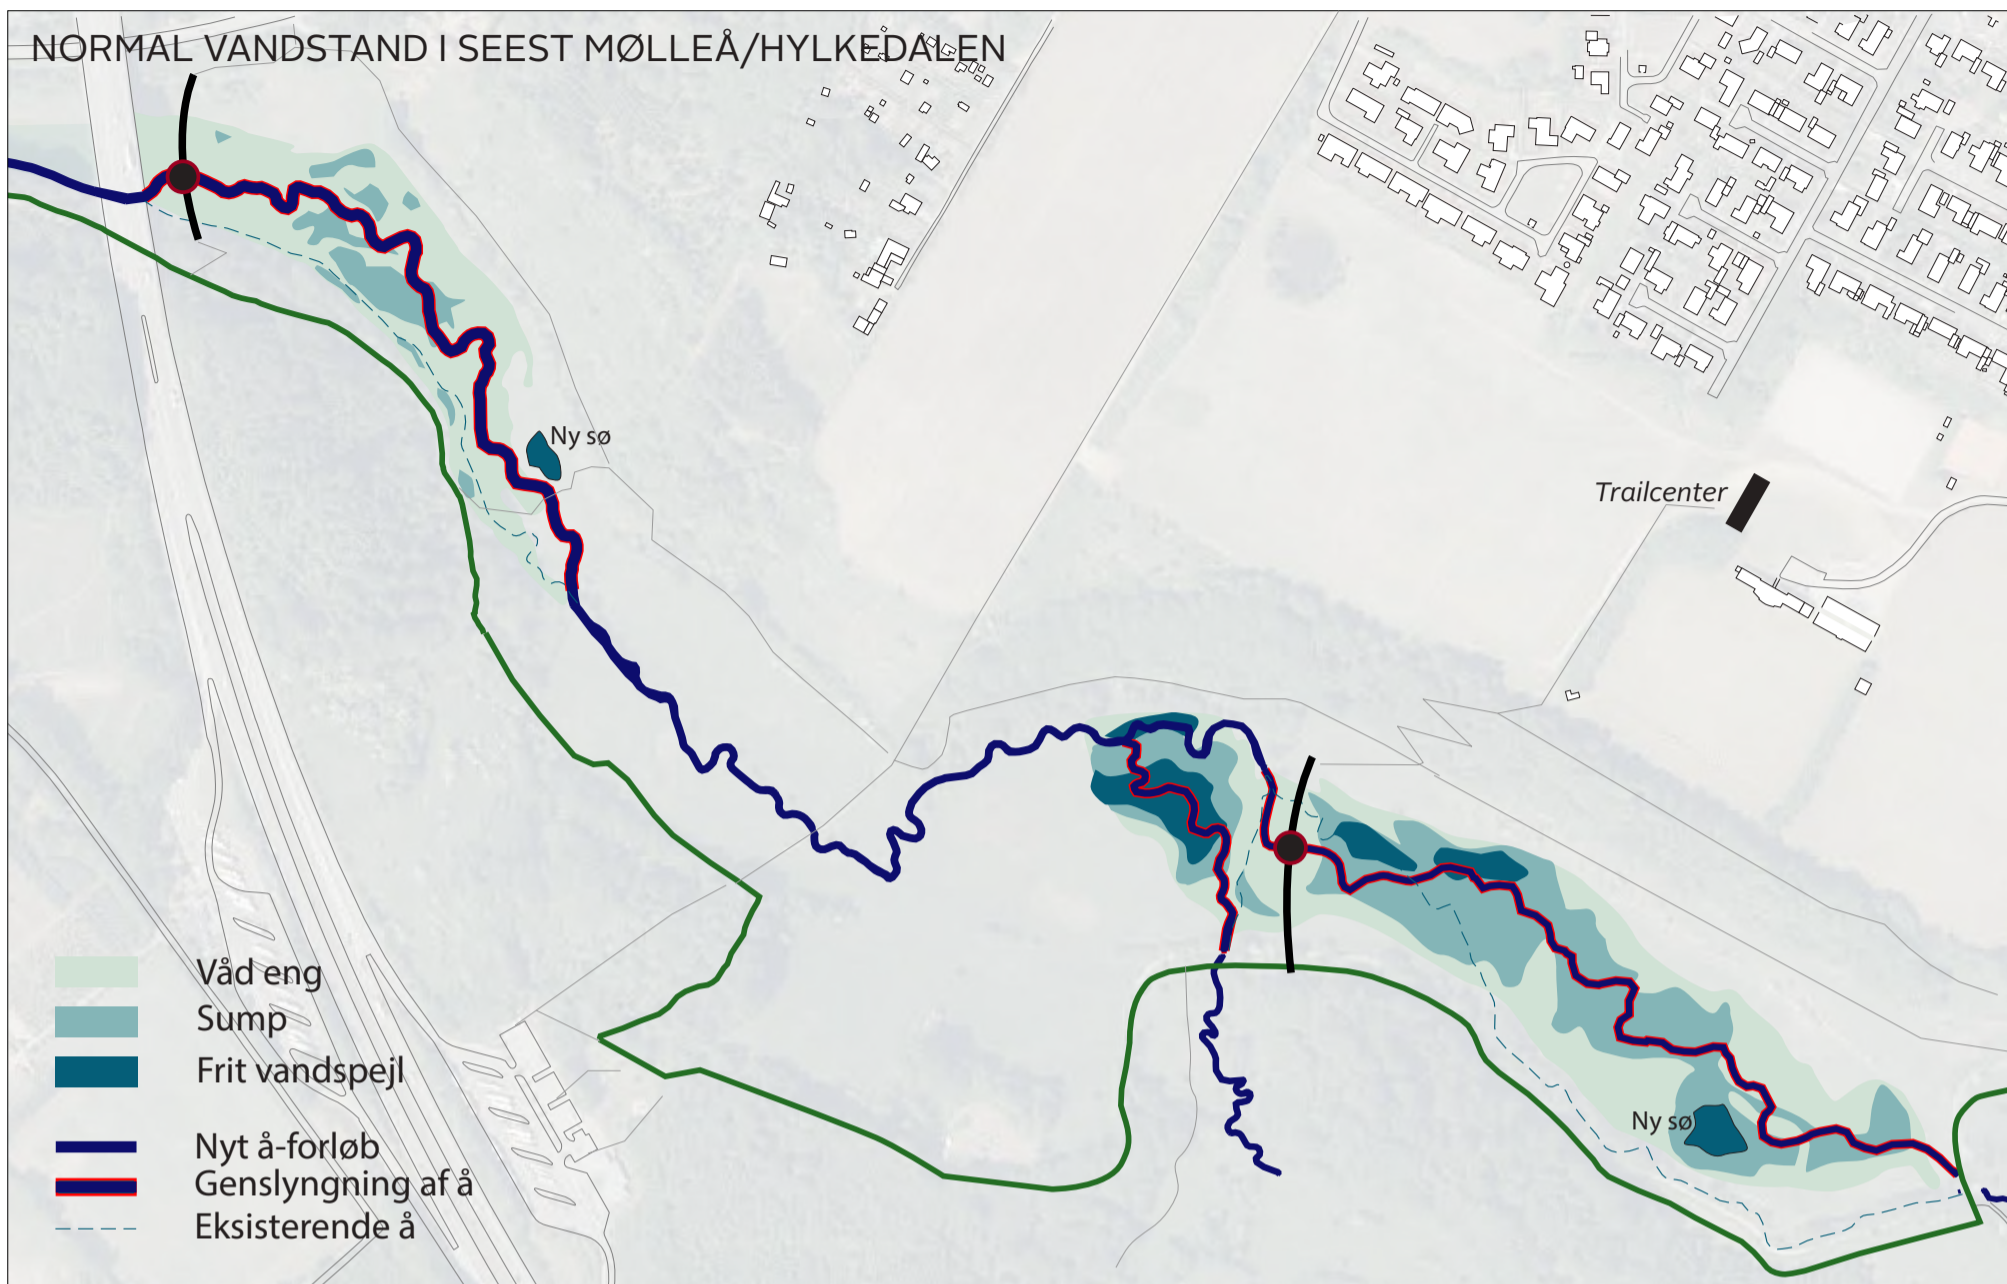 NORMAL VANDSTAND I SEEST MØLLEÅ/HYLKEDALEN
Ny sø
Trailcenter
Ny sø
Våd eng
Sump
Frit vandspejl
Nyt å-forløb
Genslyngning af å
Eksisterende å